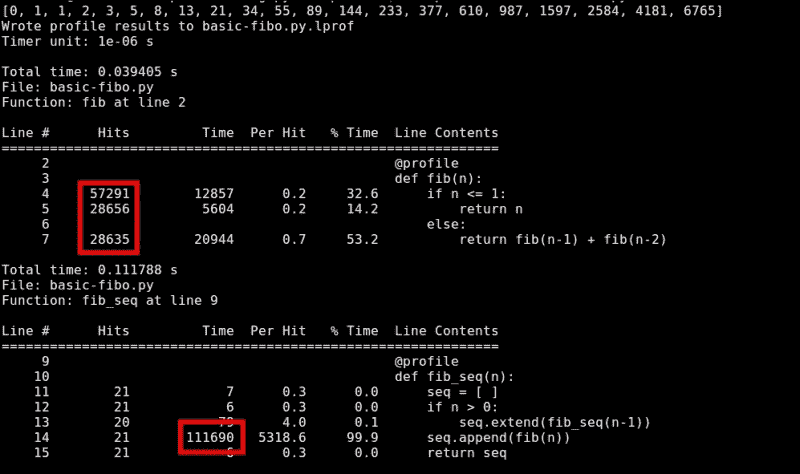 [0, 1, 1, 2, 3, 5, 8, 13, 21, 34, 55, 89, 144, 233, 377, 610, 987, 1597, 2584, 4181, 6765]
Wrote profile results to basic-fibo.py.lprof
Timer unit: 1e-06 s
Total time: 0.039405 s
File: basic-fibo.py
Function: fib at line 2
Line # Hits Time Per Hit % Time Line Contents
==============================================================
2 @profile
3 def fib(n):
4 57291 12857 0.2 32.6 if n <= 1:
5 28656 5604 0.2 14.2 return n
6 else:
7 28635 20944 0.7 53.2 return fib(n-1) + fib(n-2)
Total time: 0.111788 s
File: basic-fibo.py
Function: fib_seq at line 9
Line # Hits Time Per Hit % Time Line Contents
==============================================================
9 @profile
10 def fib_seq(n):
11 21 7 0.3 0.0 seq = [ ]
12 21 6 0.3 0.0 if n > 0:
13 20 4.0 0.1 seq.extend(fib_seq(n-1))
14 21 111690 5318.6 99.9 seq.append(fib(n))
15 21 0.3 0.0 return seq